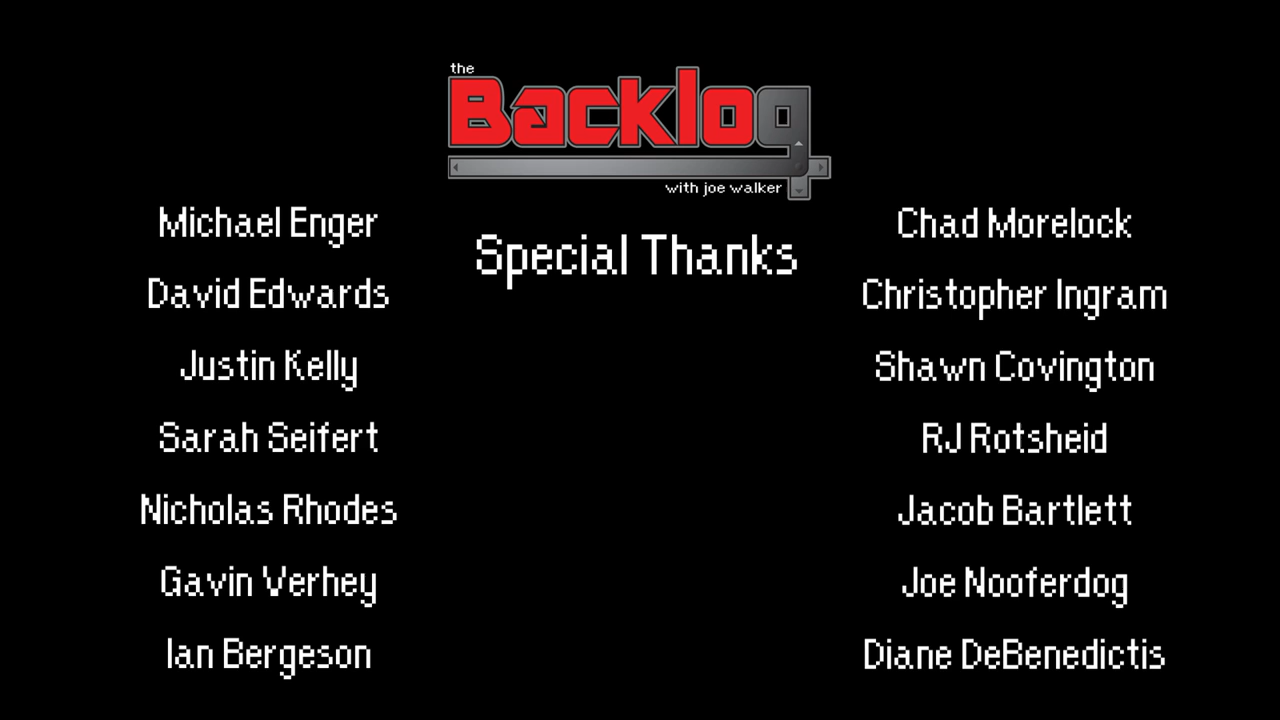 the
Backlog
with joe walker
Special Thanks
Michael Enger
David Edwards
Justin Kelly
Sarah Seifert
Nicholas Rhodes
Gavin Verhey
Ian Bergeson
Chad Morelock
Christopher Ingram
Shawn Covington
RJ Rotsheid
Jacob Bartlett
Joe Nooferdog
Diane DeBenedictis